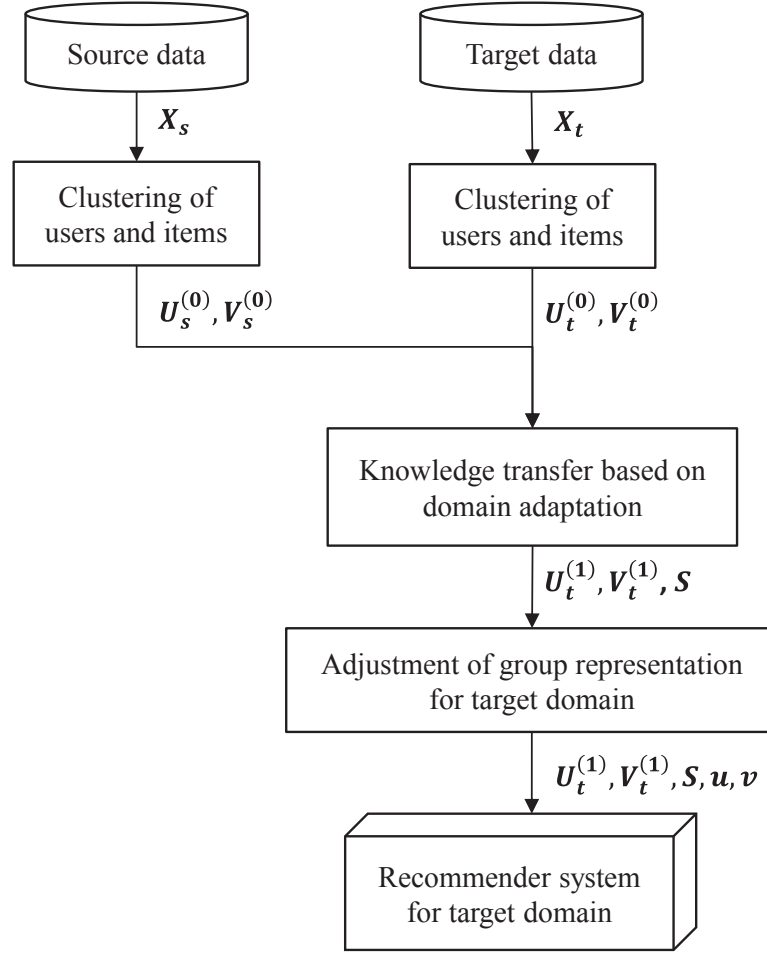 Source data
Target data
X_s
X_t
Clustering of
users and items
Clustering of
users and items
U_s^(0), V_s^(0)
U_t^(0), V_t^(0)
Knowledge transfer based on
domain adaptation
U_t^(1), V_t^(1), S
Adjustment of group representation
for target domain
U_t^(1), V_t^(1), S, u, v
Recommender system
for target domain